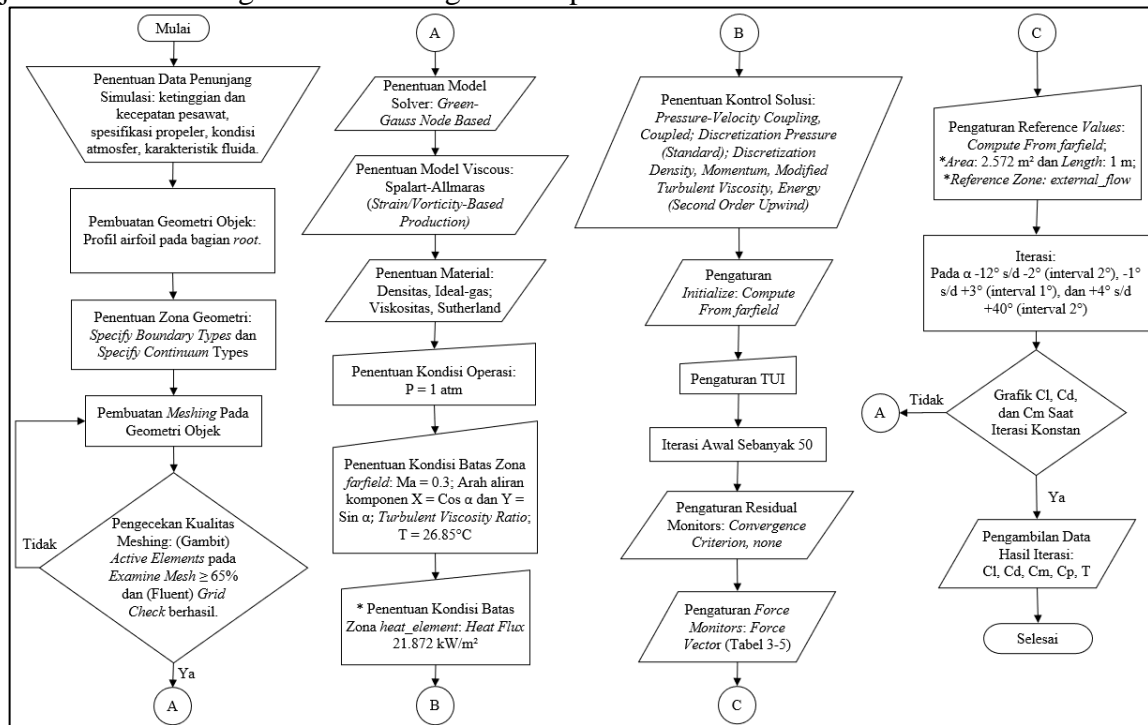 Mulai
Penentuan Data Penunjang
Simulasi: ketinggian dan
kecepatan pesawat,
spesifikasi propeler, kondisi
atmosfer, karakteristik fluida.
Pembuatan Geometri Objek:
Profil airfoil pada bagian root.
Penentuan Zona Geometri:
Specify Boundary Types dan
Specify Continuum Types
Pembuatan Meshing Pada
Geometri Objek
Pengecekan Kualitas
Meshing: (Gambit)
Active Elements pada
Examine Mesh ≥ 65%
dan (Fluent) Grid
Check berhasil.
Tidak
Ya
A
A
Penentuan Model
Solver: Green-
Gauss Node Based
Penentuan Model Viscous:
Spalart-Allmaras
(Strain/Vorticity-Based
Production)
Penentuan Material:
Densitas, Ideal-gas;
Viskositas, Sutherland
Penentuan Kondisi Operasi:
P = 1 atm
Penentuan Kondisi Batas Zona
farfield: Ma = 0.3; Arah aliran
komponen X = Cos α dan Y =
Sin α; Turbulent Viscosity Ratio;
T = 26.85°C
* Penentuan Kondisi Batas
Zona heat_element: Heat Flux
21.872 kW/m²
B
B
Penentuan Kontrol Solusi:
Pressure-Velocity Coupling,
Coupled; Discretization Pressure
(Standard); Discretization
Density, Momentum, Modified
Turbulent Viscosity, Energy
(Second Order Upwind)
Pengaturan
Initialize: Compute
From farfield
Pengaturan TUI
Iterasi Awal Sebanyak 50
Pengaturan Residual
Monitors: Convergence
Criterion, none
Pengaturan Force
Monitors: Force
Vector (Tabel 3-5)
C
C
Pengaturan Reference Values:
Compute From farfield;
*Area: 2.572 m² dan Length: 1 m;
*Reference Zone: external_flow
Iterasi:
Pada α -12° s/d -2° (interval 2°), -1°
s/d +3° (interval 1°), dan +4° s/d
+40° (interval 2°)
Grafik Cl, Cd,
dan Cm Saat
Iterasi Konstan
Tidak
A
Ya
Pengambilan Data
Hasil Iterasi:
Cl, Cd, Cm, Cp, T
Selesai